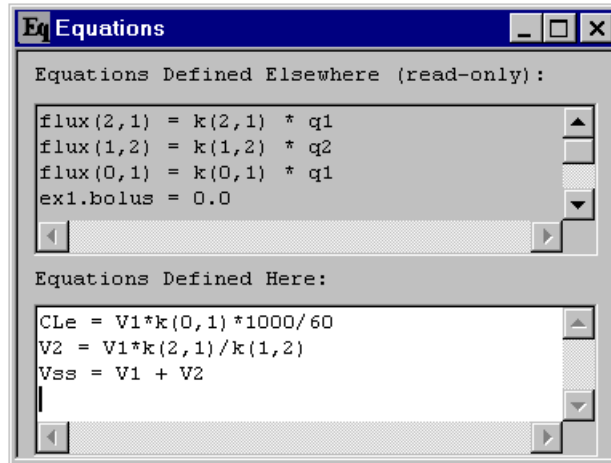 Eq Equations
Equations Defined Elsewhere (read-only):
flux(2,1) = k(2,1) * q1
flux(1,2) = k(1,2) * q2
flux(0,1) = k(0,1) * q1
ex1.bolus = 0.0
Equations Defined Here:
CLe = V1*k(0,1)*1000/60
V2 = V1*k(2,1)/k(1,2)
Vss = V1 + V2